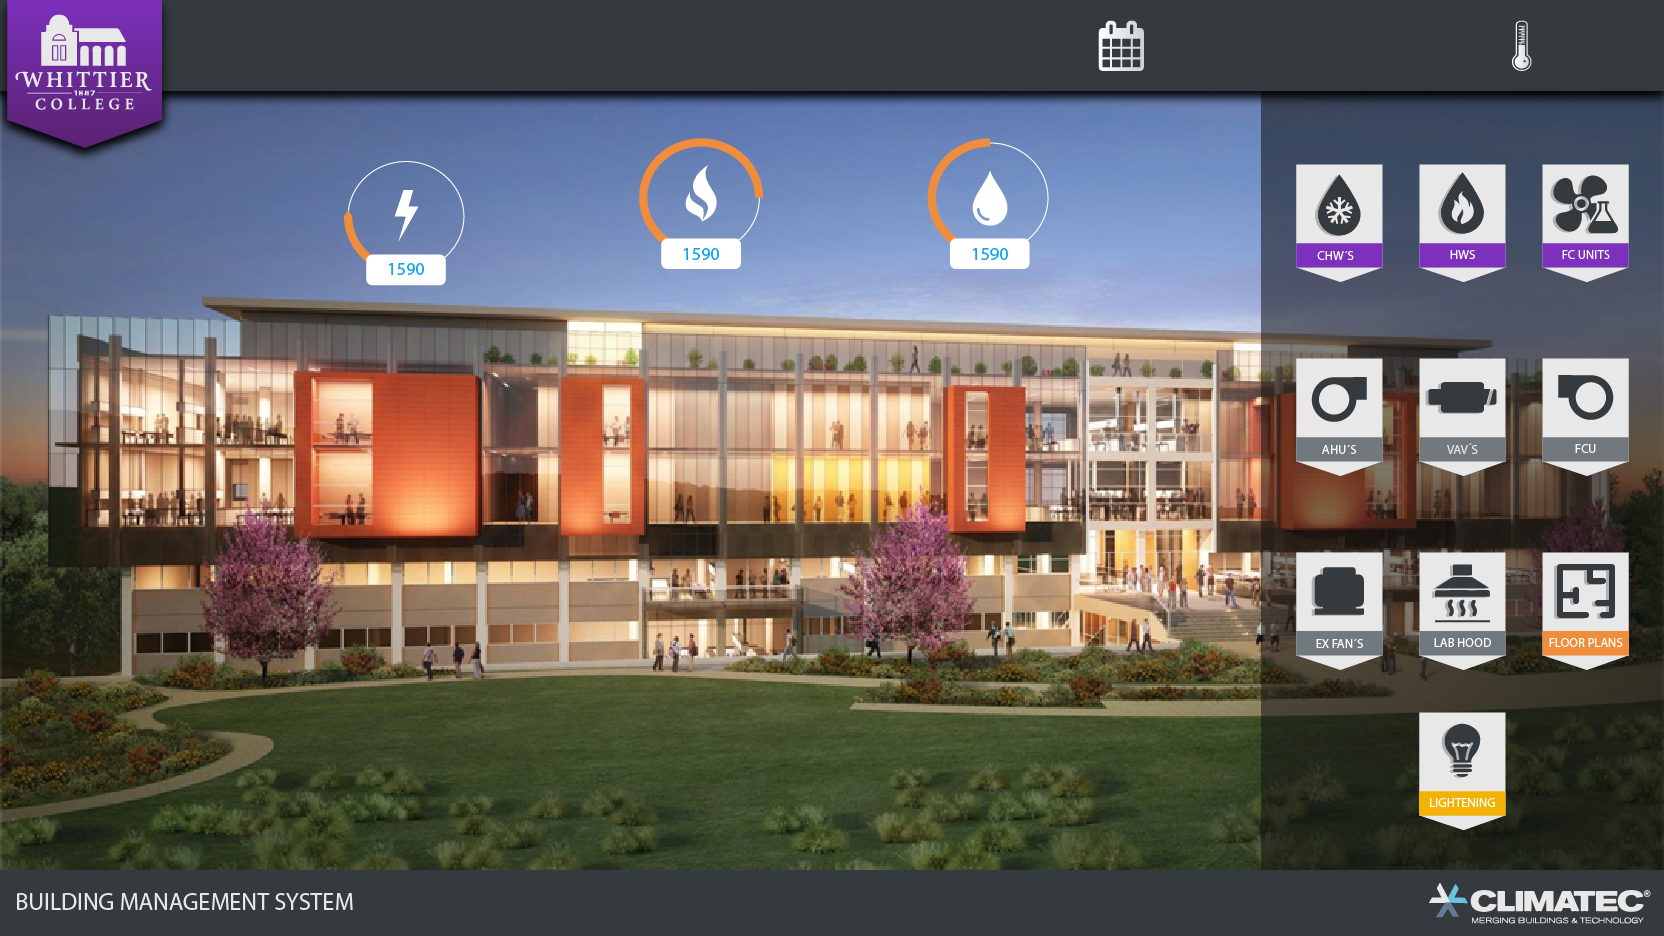 WHITTIER
1887
COLLEGE
1590
1590
1590
CHW´S
HWS
FC UNITS
AHU´S
VAV´S
FCU
EX FAN´S
LAB HOOD
FLOOR PLANS
LIGHTENING
BUILDING MANAGEMENT SYSTEM
CLIMATEC®
MERGING BUILDINGS & TECHNOLOGY